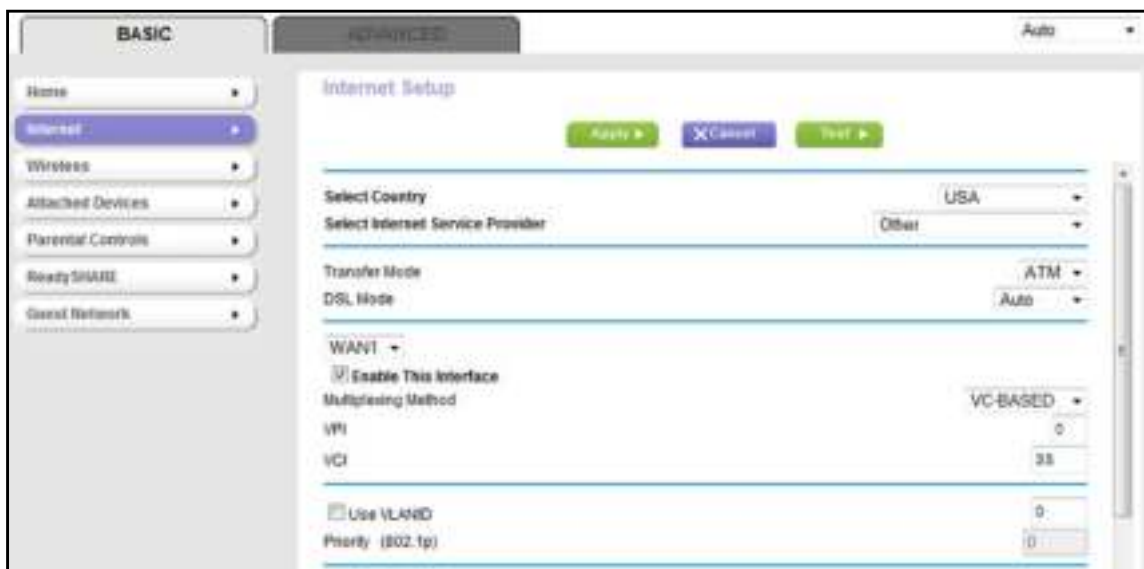 BASIC
ADVANCED
Auto
Home
Internet
Wireless
Attached Devices
Parental Controls
ReadySHARE
Guest Network
Internet Setup
Apply
X Cancel
Test
Select Country USA
Select Internet Service Provider Other
Transfer Mode ATM
DSL Mode Auto
WAN1
Enable This Interface
Multiplexing Method VC-BASED
VPI 0
VCI 35
Use VLANID 0
Priority (802.1p) 0